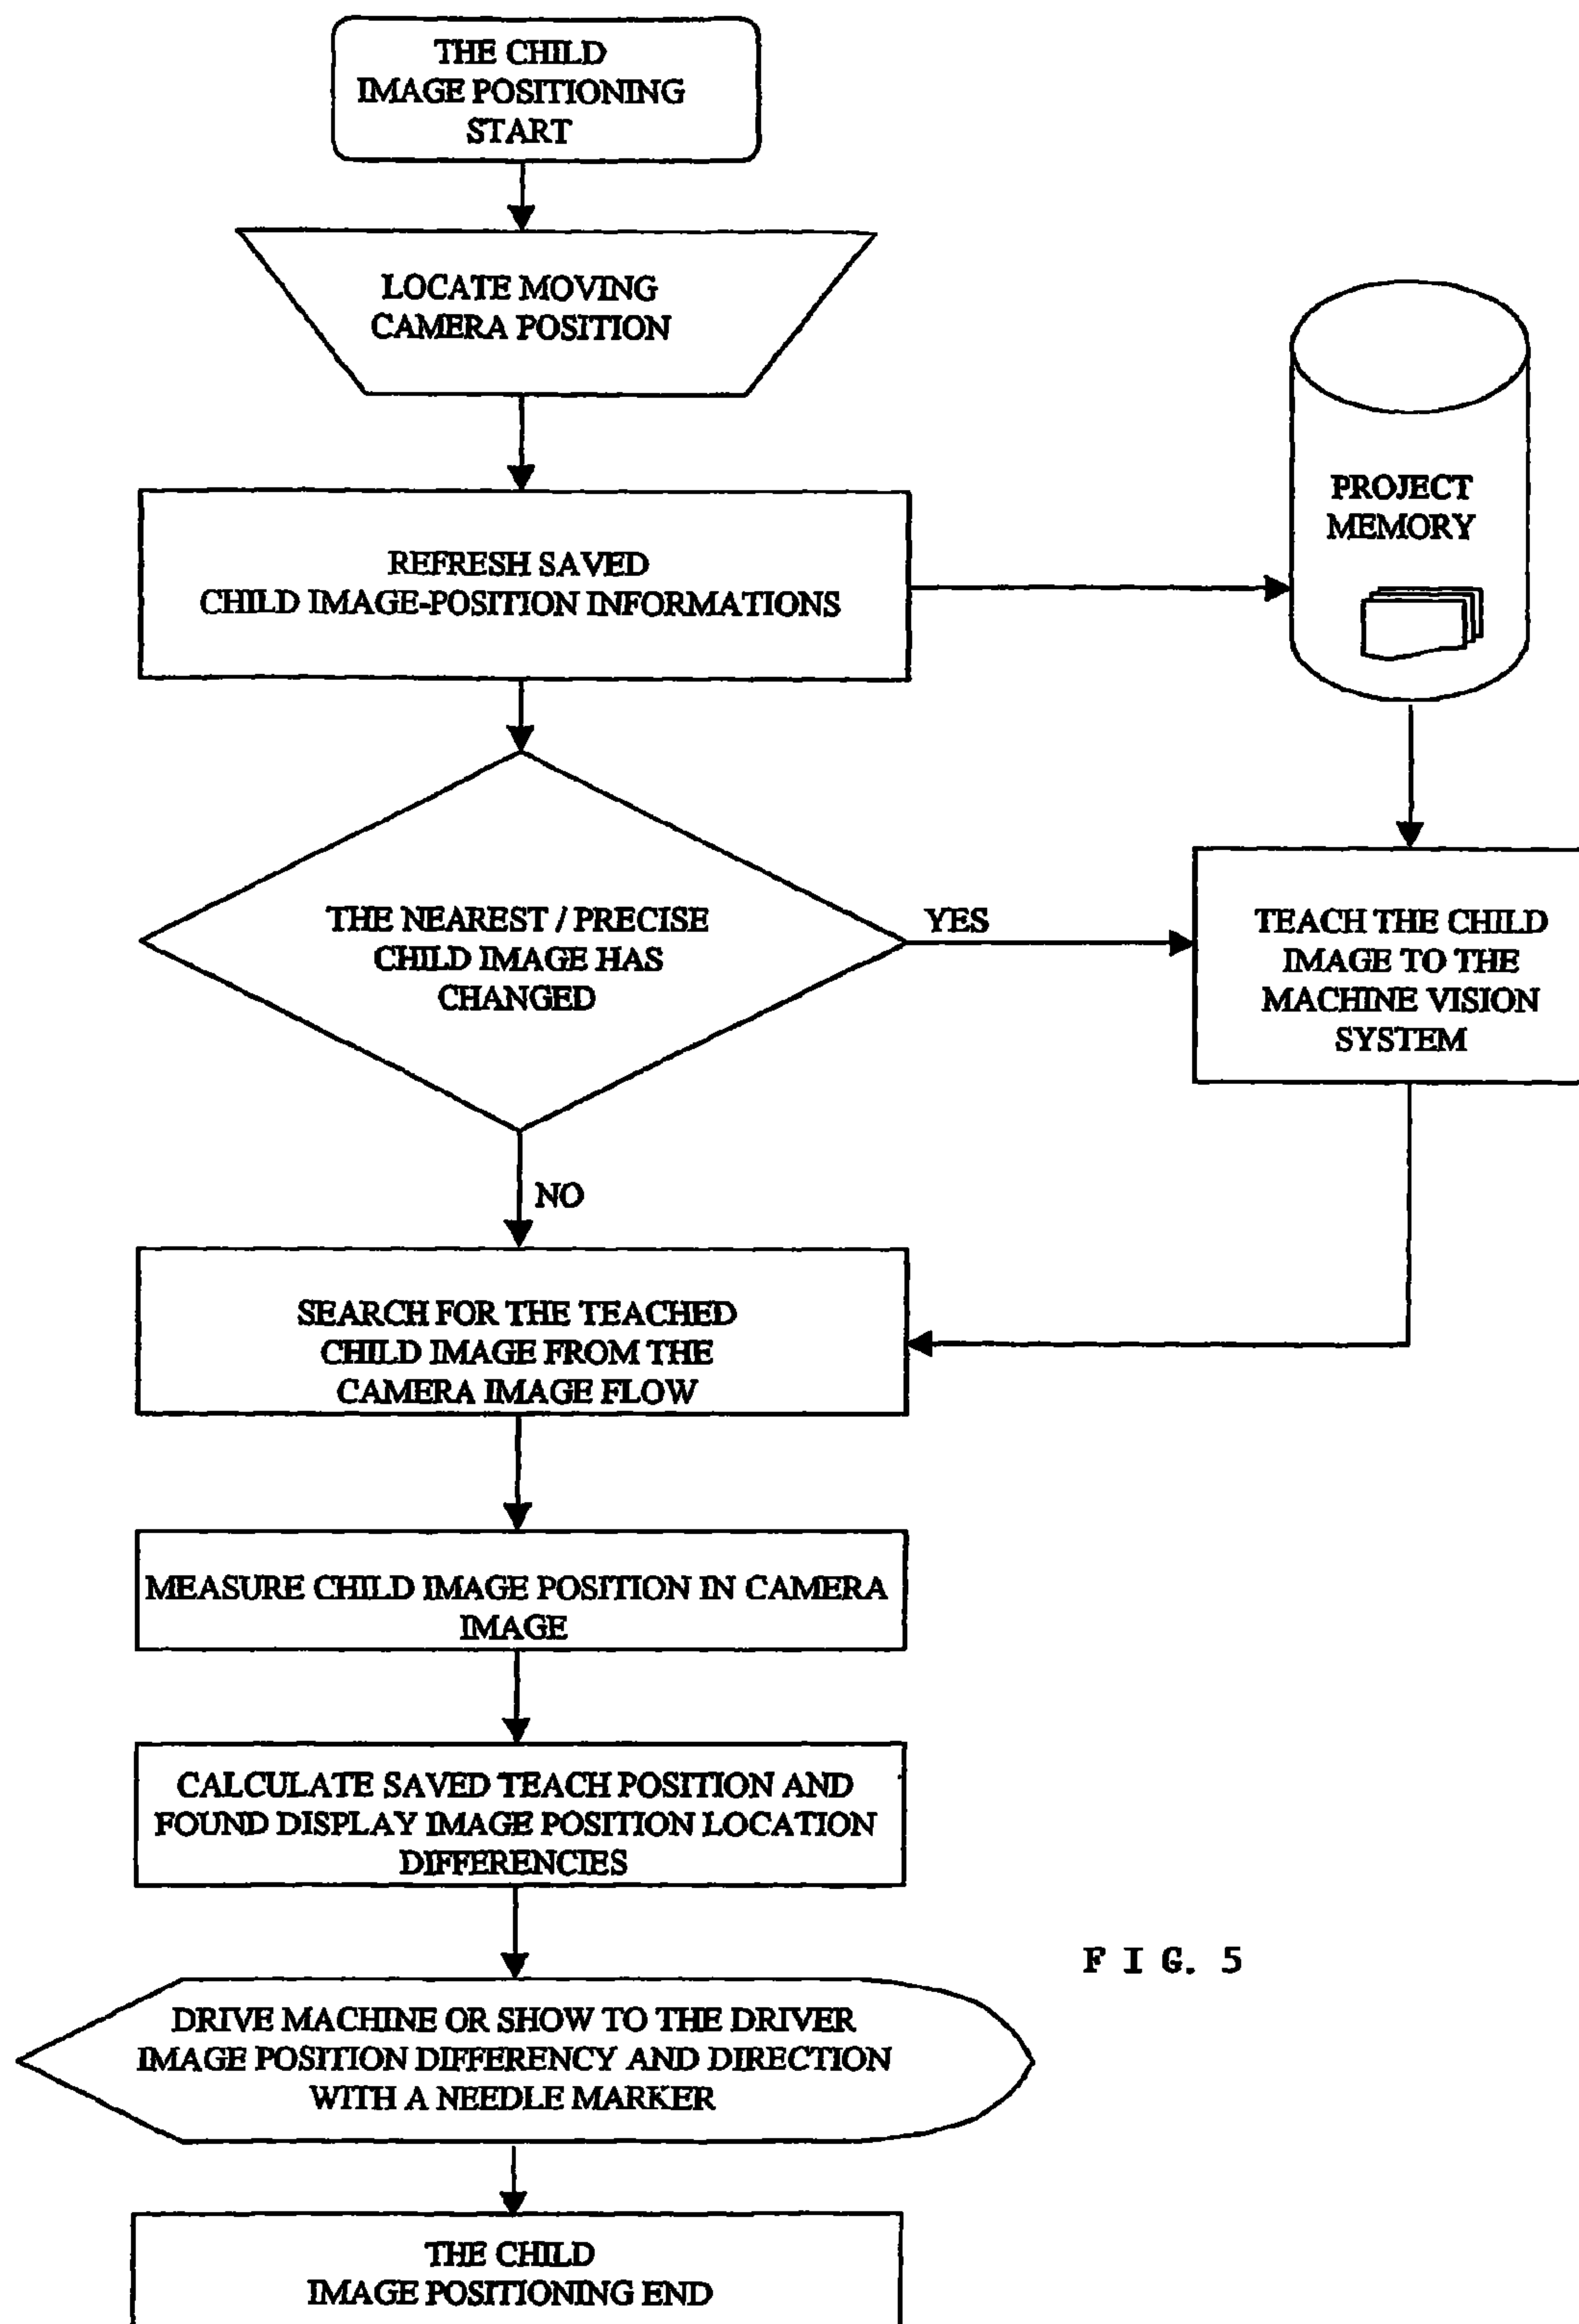 THE CHILD
IMAGE POSITIONING
START
LOCATE MOVING
CAMERA POSITION
REFRESH SAVED
CHILD IMAGE-POSITION INFORMATIONS
PROJECT
MEMORY
THE NEAREST / PRECISE
CHILD IMAGE HAS
CHANGED
YES
TEACH THE CHILD
IMAGE TO THE
MACHINE VISION
SYSTEM
NO
SEARCH FOR THE TEACHED
CHILD IMAGE FROM THE
CAMERA IMAGE FLOW
MEASURE CHILD IMAGE POSITION IN CAMERA
IMAGE
CALCULATE SAVED TEACH POSITION AND
FOUND DISPLAY IMAGE POSITION LOCATION
DIFFERENCIES
FIG. 5
DRIVE MACHINE OR SHOW TO THE DRIVER
IMAGE POSITION DIFFERENCY AND DIRECTION
WITH A NEEDLE MARKER
THE CHILD
IMAGE POSITIONING END